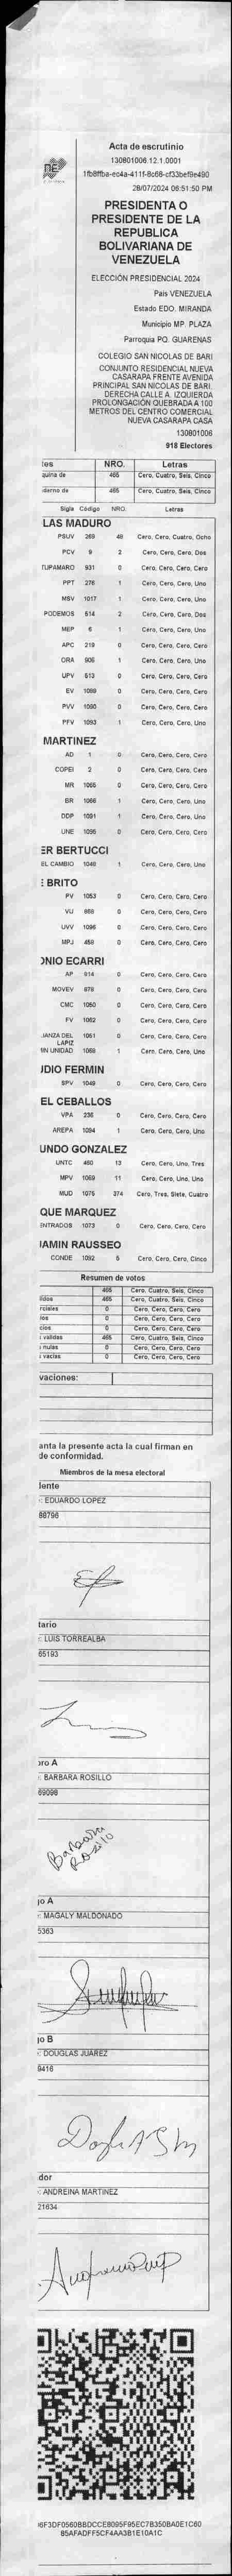 Acta de escrutinio
130801006.12.1.0001
1fb8ffba-ec4a-411f-8c68-cf33bef9e490
28/07/2024 06:51:50 PM
PRESIDENTA O
PRESIDENTE DE LA
REPUBLICA
BOLIVARIANA DE
VENEZUELA
ELECCIÓN PRESIDENCIAL 2024
País VENEZUELA
Estado EDO. MIRANDA
Municipio MP. PLAZA
Parroquia PQ. GUARENAS
COLEGIO SAN NICOLAS DE BARI
CONJUNTO RESIDENCIAL NUEVA
CASARAPA FRENTE AVENIDA
PRINCIPAL SAN NICOLAS DE BARI.
DERECHA CALLE A. IZQUIERDA
PROLONGACIÓN QUEBRADA A 100
METROS DEL CENTRO COMERCIAL
NUEVA CASARAPA CASA
130801006
918 Electores
les NRO. Letras
quina de 465 Cero, Cuatro, Seis, Cinco
derno de 465 Cero, Cuatro, Seis, Cinco
Sigla Código NRO. Letras
LAS MADURO
PSUV 269 48 Cero, Cero, Cuatro, Ocho
PCV 9 2 Cero, Cero, Cero, Dos
TUPAMARO 931 0 Cero, Cero, Cero, Cero
PPT 276 1 Cero, Cero, Cero, Uno
MSV 1017 1 Cero, Cero, Cero, Uno
PODEMOS 514 2 Cero, Cero, Cero, Dos
MEP 6 1 Cero, Cero, Cero, Uno
APC 219 0 Cero, Cero, Cero, Cero
ORA 906 1 Cero, Cero, Cero, Uno
UPV 513 0 Cero, Cero, Cero, Cero
EV 1089 0 Cero, Cero, Cero, Cero
PVV 1090 0 Cero, Cero, Cero, Cero
PFV 1093 1 Cero, Cero, Cero, Uno
MARTINEZ
AD 1 0 Cero, Cero, Cero, Cero
COPEI 2 0 Cero, Cero, Cero, Cero
MR 1065 0 Cero, Cero, Cero, Cero
BR 1066 1 Cero, Cero, Cero, Uno
DDP 1091 1 Cero, Cero, Cero, Uno
UNE 1095 0 Cero, Cero, Cero, Cero
ER BERTUCCI
EL CAMBIO 1048 1 Cero, Cero, Cero, Uno
E BRITO
PV 1053 0 Cero, Cero, Cero, Cero
VU 868 0 Cero, Cero, Cero, Cero
UVV 1096 0 Cero, Cero, Cero, Cero
MPJ 458 0 Cero, Cero, Cero, Cero
ONIO ECARRI
AP 914 0 Cero, Cero, Cero, Cero
MOVEV 878 0 Cero, Cero, Cero, Cero
CMC 1050 0 Cero, Cero, Cero, Cero
FV 1062 0 Cero, Cero, Cero, Cero
IANZA DEL LAPIZ 1061 0 Cero, Cero, Cero, Cero
IN UNIDAD 1068 1 Cero, Cero, Cero, Uno
UDIO FERMIN
SPV 1049 0 Cero, Cero, Cero, Cero
EL CEBALLOS
VPA 236 0 Cero, Cero, Cero, Cero
AREPA 1094 1 Cero, Cero, Cero, Uno
UNDO GONZALEZ
UNTC 460 13 Cero, Cero, Uno, Tres
MPV 1069 11 Cero, Cero, Uno, Uno
MUD 1075 374 Cero, Tres, Siete, Cuatro
QUE MARQUEZ
ENTRADOS 1073 0 Cero, Cero, Cero, Cero
JAMIN RAUSSEO
CONDE 1092 5 Cero, Cero, Cero, Cinco
Resumen de votos
465 Cero, Cuatro, Seis, Cinco
itidos 465 Cero, Cuatro, Seis, Cinco
rciales 0 Cero, Cero, Cero, Cero
los 0 Cero, Cero, Cero, Cero
cios 0 Cero, Cero, Cero, Cero
validas 465 Cero, Cuatro, Seis, Cinco
nulas 0 Cero, Cero, Cero, Cero
vacías 0 Cero, Cero, Cero, Cero
vaciones:
anta la presente acta la cual firman en
de conformidad.
Miembros de la mesa electoral
dente
: EDUARDO LOPEZ
88796
tario
: LUIS TORREALBA
65193
bro A
: BARBARA ROSILLO
69098
Barbara
Rosillo
go A
: MAGALY MALDONADO
5363
go B
: DOUGLAS JUAREZ
9416
dor
: ANDREINA MARTINEZ
21634